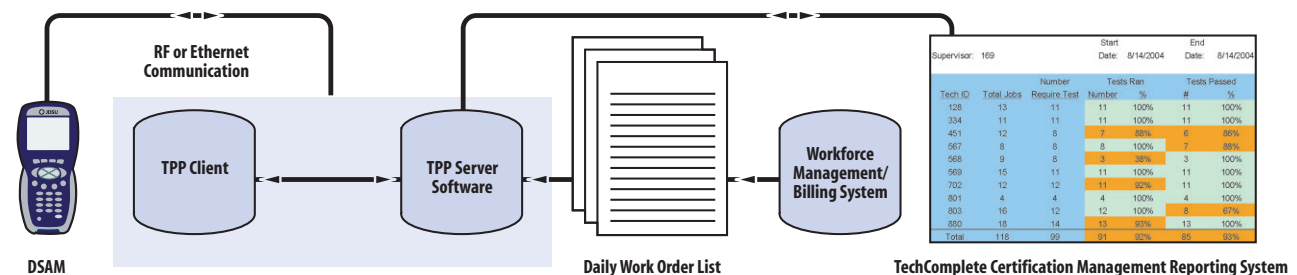 RF or Ethernet
Communication
JDSU
DSAM
TPP Client
TPP Server
Software
Daily Work Order List
Workforce
Management/
Billing System
Start End
Supervisor: 169 Date: 8/14/2004 Date: 8/14/2004
Number Tests Ran Tests Passed
Tech ID Total Jobs Require Test Number % # %
128 13 11 11 100% 11 100%
334 11 11 11 100% 11 100%
451 12 8 7 88% 6 86%
567 8 8 8 100% 7 88%
568 9 8 3 38% 3 100%
569 15 11 11 100% 11 100%
702 12 12 11 92% 11 100%
801 4 4 4 100% 4 100%
803 16 12 12 100% 8 67%
880 18 14 13 93% 13 100%
Total 118 99 91 92% 85 93%
TechComplete Certification Management Reporting System